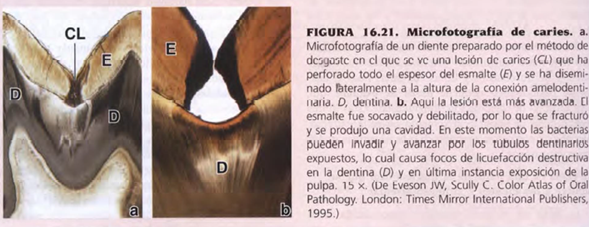 CL
E
E
D
D
D
a
b
FIGURA 16.21. Microfotografía de caries. a.
Microfotografía de un diente preparado por el método de
desgaste en el que se ve una lesión de caries (CL) que ha
perforado todo el espesor del esmalte (E) y se ha disemi-
nado lateralmente a la altura de la conexión amelodenti-
naria. D, dentina. b. Aquí la lesión está más avanzada. El
esmalte fue socavado y debilitado, por lo que se fracturó
y se produjo una cavidad. En este momento las bacterias
pueden invadir y avanzar por los túbulos dentinarios
expuestos, lo cual causa focos de licuefacción destructiva
en la dentina (D) y en última instancia exposición de la
pulpa. 15 ×. (De Eveson JW, Scully C. Color Atlas of Oral
Pathology. London: Times Mirror International Publishers,
1995.)